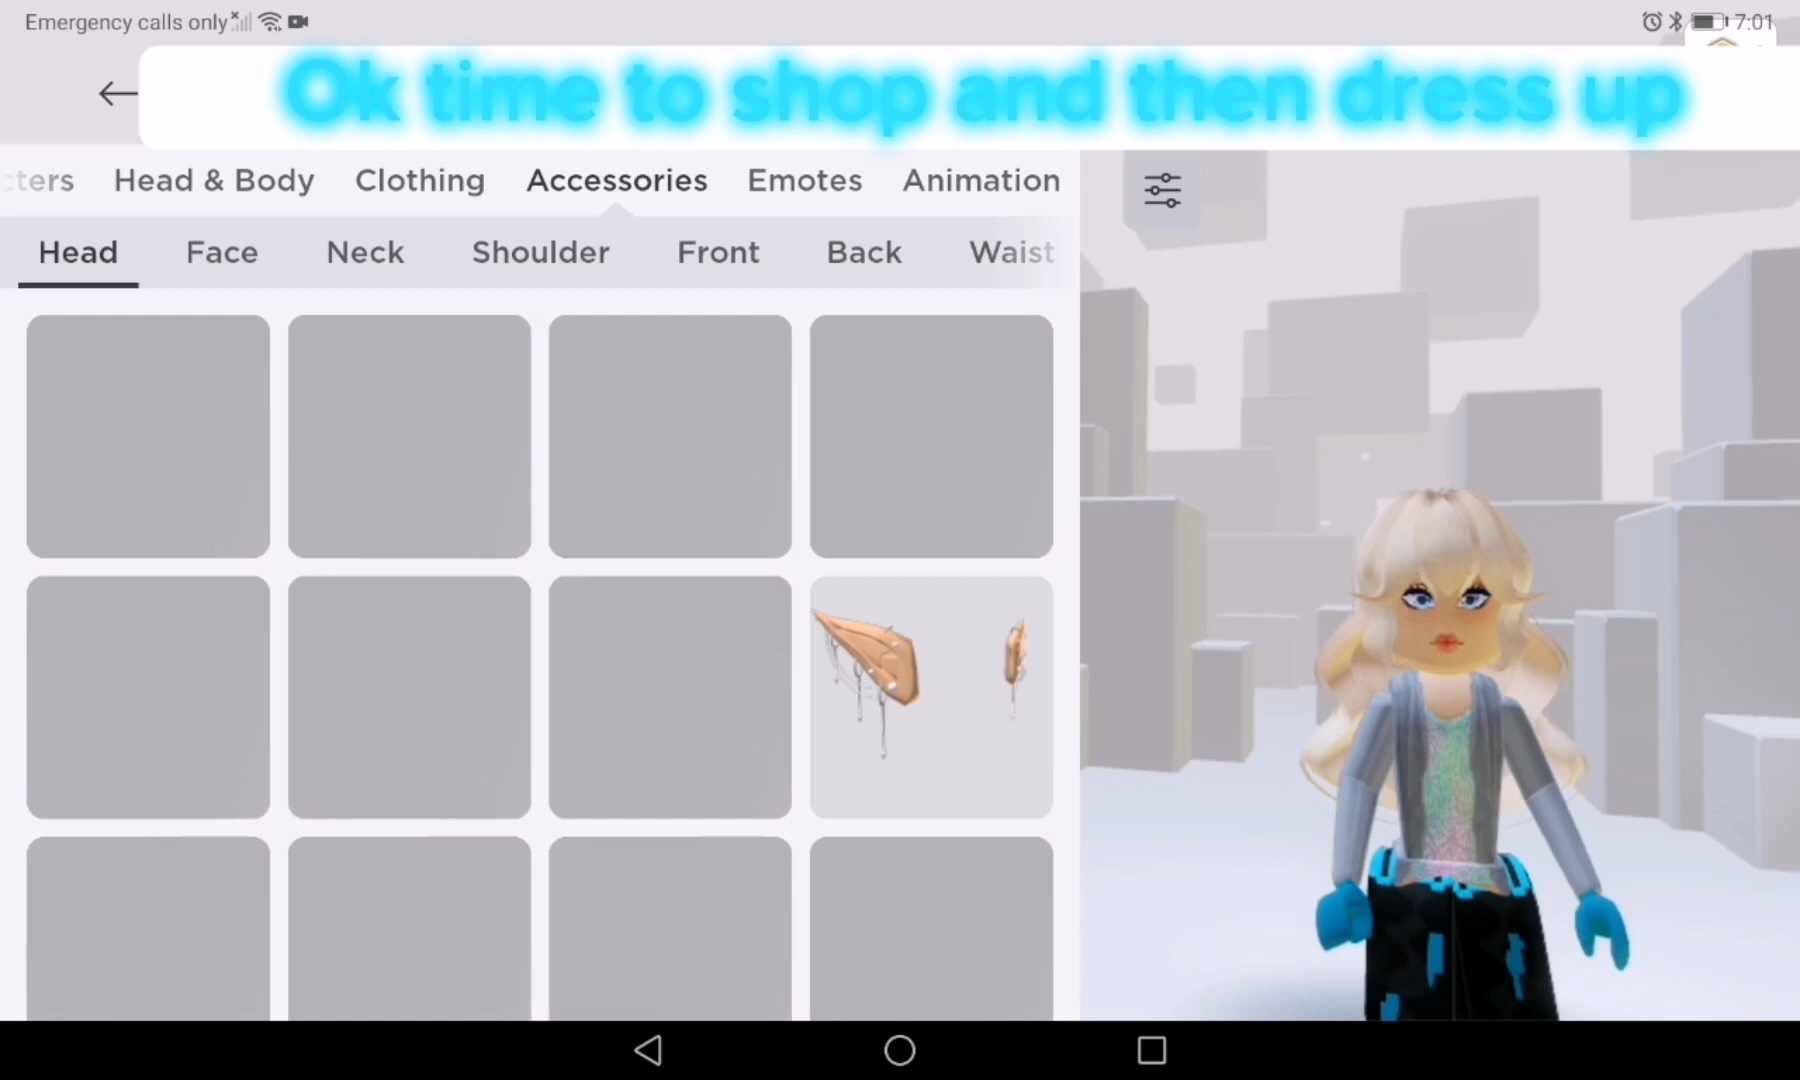 Emergency calls only
7:01
Ok time to shop and then dress up
cters Head & Body Clothing Accessories Emotes Animation
Head Face Neck Shoulder Front Back Waist